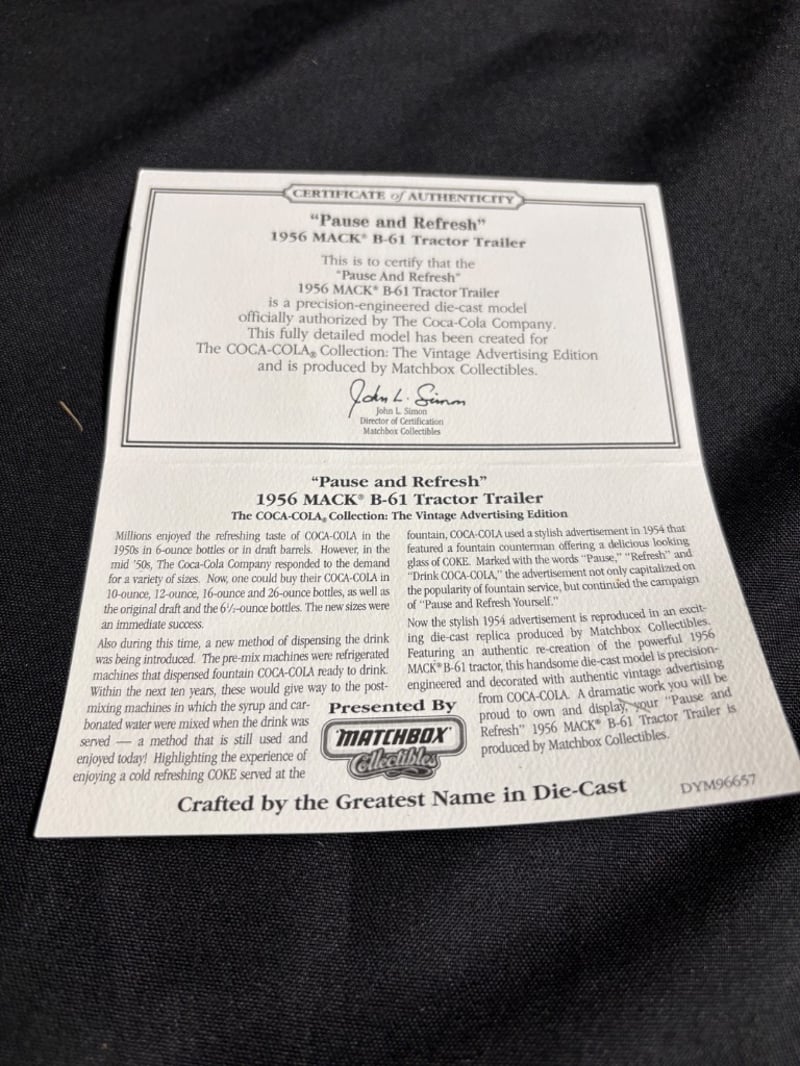 CERTIFICATE of AUTHENTICITY
"Pause and Refresh"
1956 MACK® B-61 Tractor Trailer
This is to certify that the
"Pause And Refresh"
1956 MACK® B-61 Tractor Trailer
is a precision-engineered die-cast model
officially authorized by The Coca-Cola Company.
This fully detailed model has been created for
The COCA-COLA® Collection: The Vintage Advertising Edition
and is produced by Matchbox Collectibles.
John L. Simon
John L. Simon
Director of Certification
Matchbox Collectibles
"Pause and Refresh"
1956 MACK® B-61 Tractor Trailer
The COCA-COLA® Collection: The Vintage Advertising Edition
Millions enjoyed the refreshing taste of COCA-COLA in the
1950s in 6-ounce bottles or in draft barrels. However, in the
mid '50s, The Coca-Cola Company responded to the demand
for a variety of sizes. Now, one could buy their COCA-COLA in
10-ounce, 12-ounce, 16-ounce and 26-ounce bottles, as well as
the original draft and the 6½-ounce bottles. The new sizes were
an immediate success.
Also during this time, a new method of dispensing the drink
was being introduced. The pre-mix machines were refrigerated
machines that dispensed fountain COCA-COLA ready to drink.
Within the next ten years, these would give way to the post-
mixing machines in which the syrup and car-
bonated water were mixed when the drink was
served — a method that is still used and
enjoyed today! Highlighting the experience of
enjoying a cold refreshing COKE served at the
fountain, COCA-COLA used a stylish advertisement in 1954 that
featured a fountain counterman offering a delicious looking
glass of COKE. Marked with the words "Pause," "Refresh" and
"Drink COCA-COLA," the advertisement not only capitalized on
the popularity of fountain service, but continued the campaign
of "Pause and Refresh Yourself."
Now the stylish 1954 advertisement is reproduced in an excit-
ing die-cast replica produced by Matchbox Collectibles.
Featuring an authentic re-creation of the powerful 1956
MACK® B-61 tractor, this handsome die-cast model is precision-
engineered and decorated with authentic vintage advertising
from COCA-COLA. A dramatic work you will be
proud to own and display, your "Pause and
Refresh" 1956 MACK® B-61 Tractor Trailer is
produced by Matchbox Collectibles.
Presented By
MATCHBOX
Collectibles
Crafted by the Greatest Name in Die-Cast
DYM96657